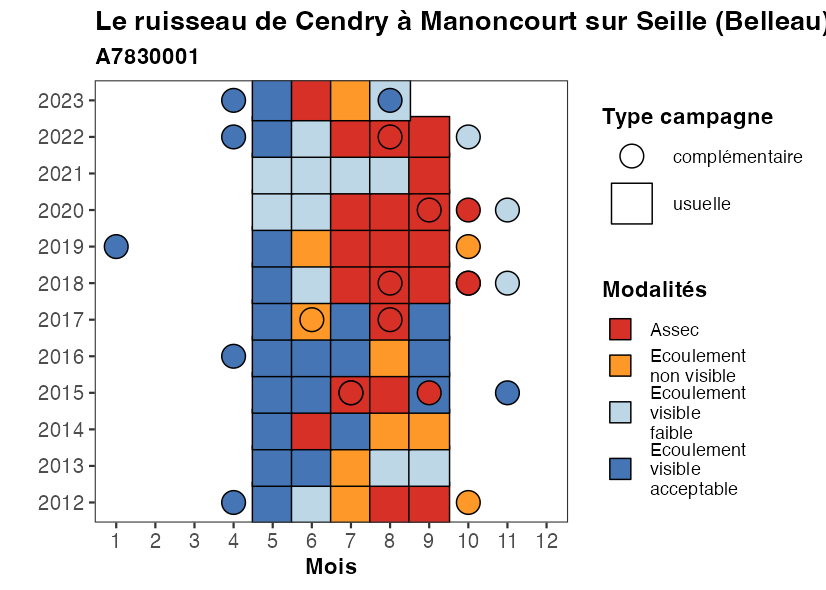 Le ruisseau de Cendry à Manoncourt sur Seille (Belleau)
A7830001
2023
2022
2021
2020
2019
2018
2017
2016
2015
2014
2013
2012
1 2 3 4 5 6 7 8 9 10 11 12
Mois
Type campagne
complémentaire
usuelle
Modalités
Assec
Ecoulement
non visible
Ecoulement
visible
faible
Ecoulement
visible
acceptable